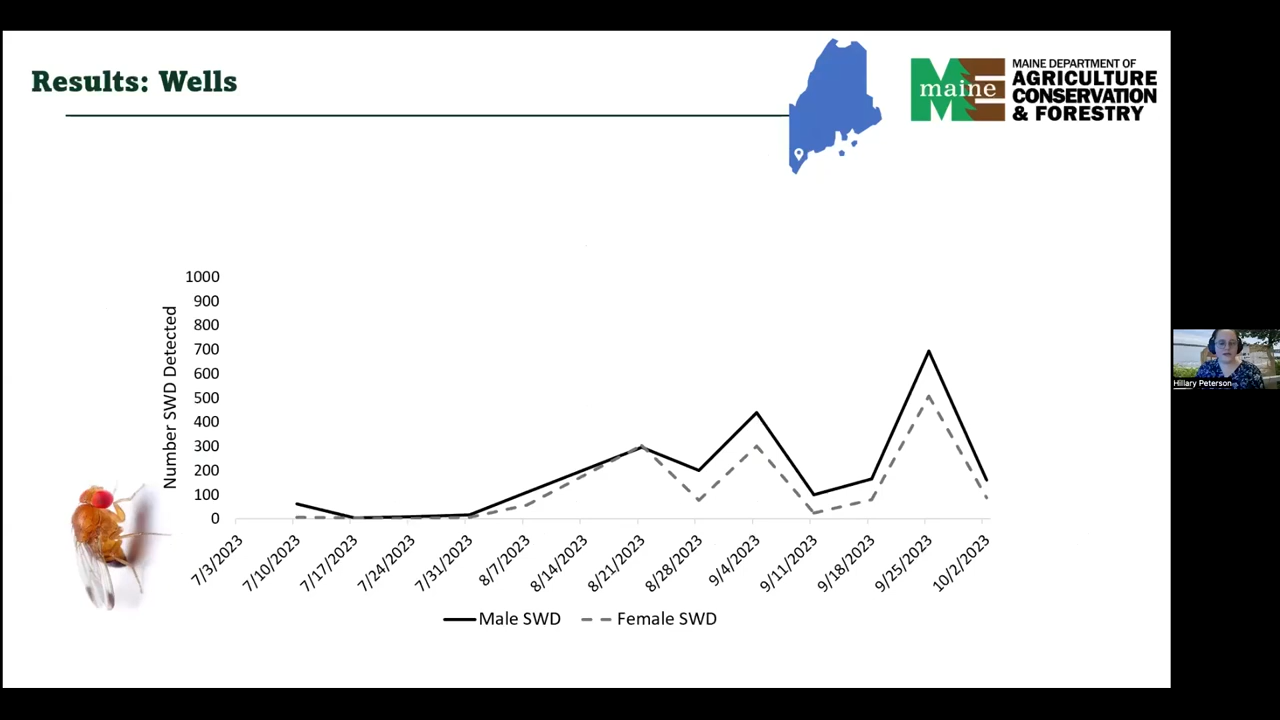 Results: Wells
maine
MAINE DEPARTMENT OF
AGRICULTURE
CONSERVATION
& FORESTRY
Number SWD Detected
1000
900
800
700
600
500
400
300
200
100
0
7/3/2023
7/10/2023
7/17/2023
7/24/2023
7/31/2023
8/7/2023
8/14/2023
8/21/2023
8/28/2023
9/4/2023
9/11/2023
9/18/2023
9/25/2023
10/2/2023
Male SWD
Female SWD
Hillary Peterson